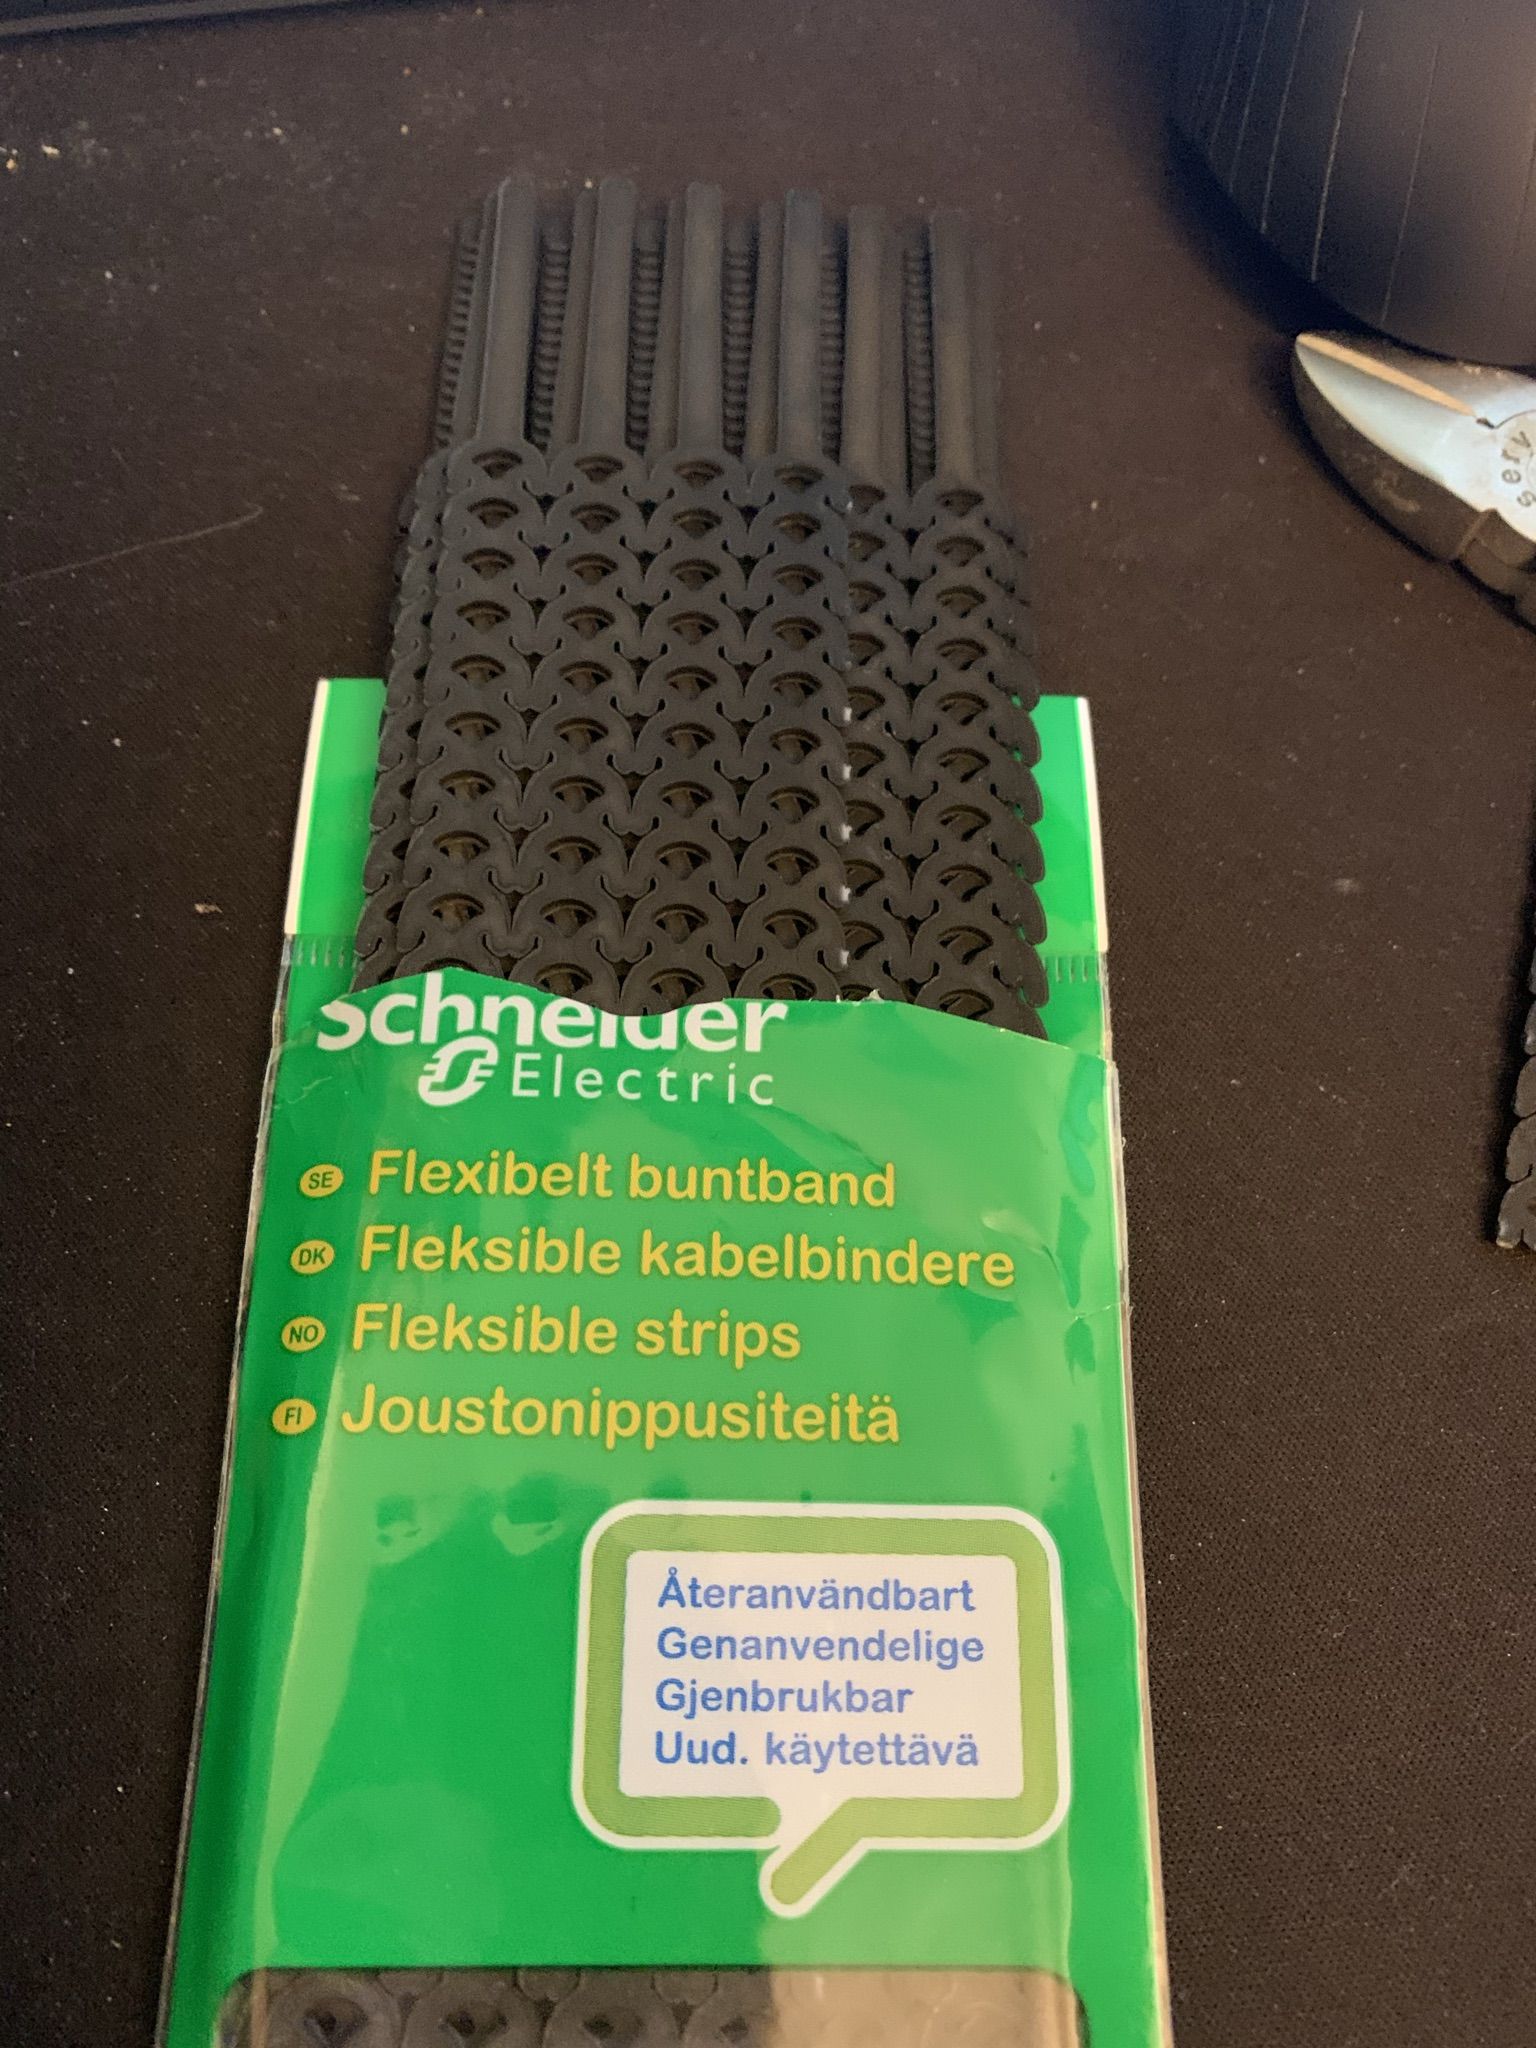 Schneider
Electric
SE Flexibelt buntband
DK Fleksible kabelbindere
NO Fleksible strips
FI Joustonippusiteitä
Återanvändbart
Genanvendelige
Gjenbrukbar
Uud. käytettävä